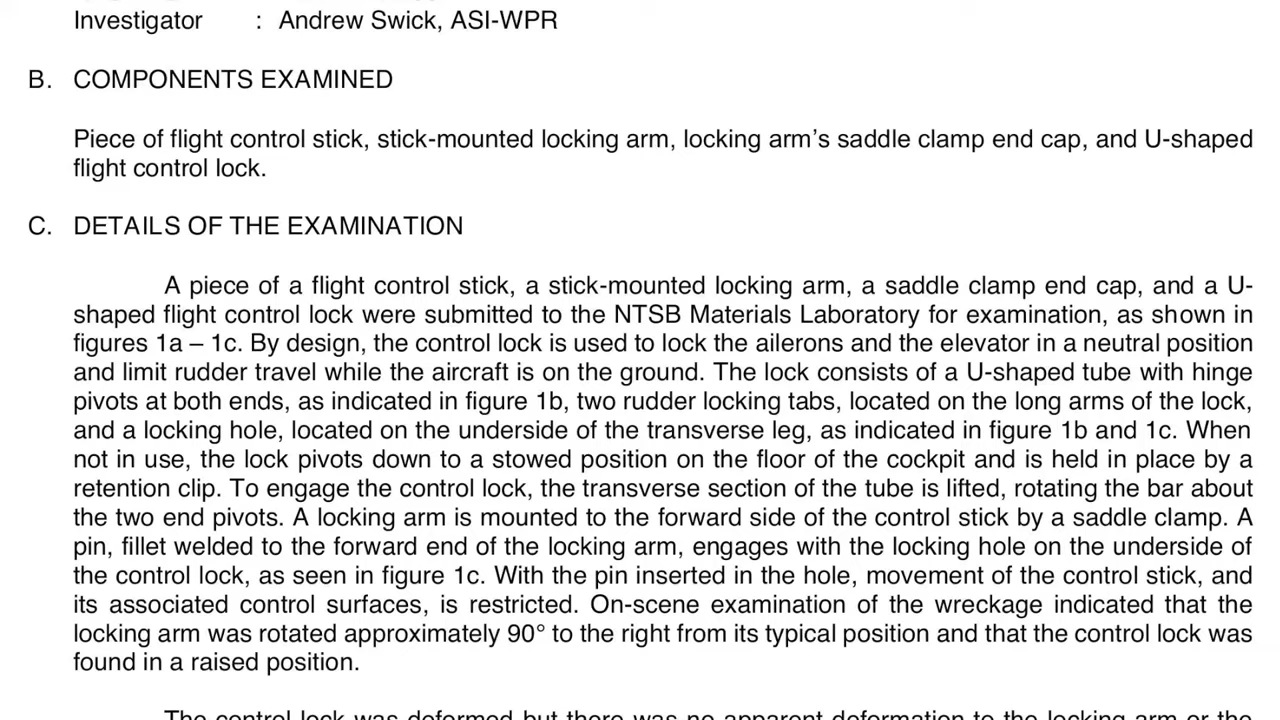 Investigator : Andrew Swick, ASI-WPR
B. COMPONENTS EXAMINED
Piece of flight control stick, stick-mounted locking arm, locking arm’s saddle clamp end cap, and U-shaped
flight control lock.
C. DETAILS OF THE EXAMINATION
A piece of a flight control stick, a stick-mounted locking arm, a saddle clamp end cap, and a U-
shaped flight control lock were submitted to the NTSB Materials Laboratory for examination, as shown in
figures 1a – 1c. By design, the control lock is used to lock the ailerons and the elevator in a neutral position
and limit rudder travel while the aircraft is on the ground. The lock consists of a U-shaped tube with hinge
pivots at both ends, as indicated in figure 1b, two rudder locking tabs, located on the long arms of the lock,
and a locking hole, located on the underside of the transverse leg, as indicated in figure 1b and 1c. When
not in use, the lock pivots down to a stowed position on the floor of the cockpit and is held in place by a
retention clip. To engage the control lock, the transverse section of the tube is lifted, rotating the bar about
the two end pivots. A locking arm is mounted to the forward side of the control stick by a saddle clamp. A
pin, fillet welded to the forward end of the locking arm, engages with the locking hole on the underside of
the control lock, as seen in figure 1c. With the pin inserted in the hole, movement of the control stick, and
its associated control surfaces, is restricted. On-scene examination of the wreckage indicated that the
locking arm was rotated approximately 90° to the right from its typical position and that the control lock was
found in a raised position.
The control lock was deformed but there was no apparent deformation to the locking arm or the